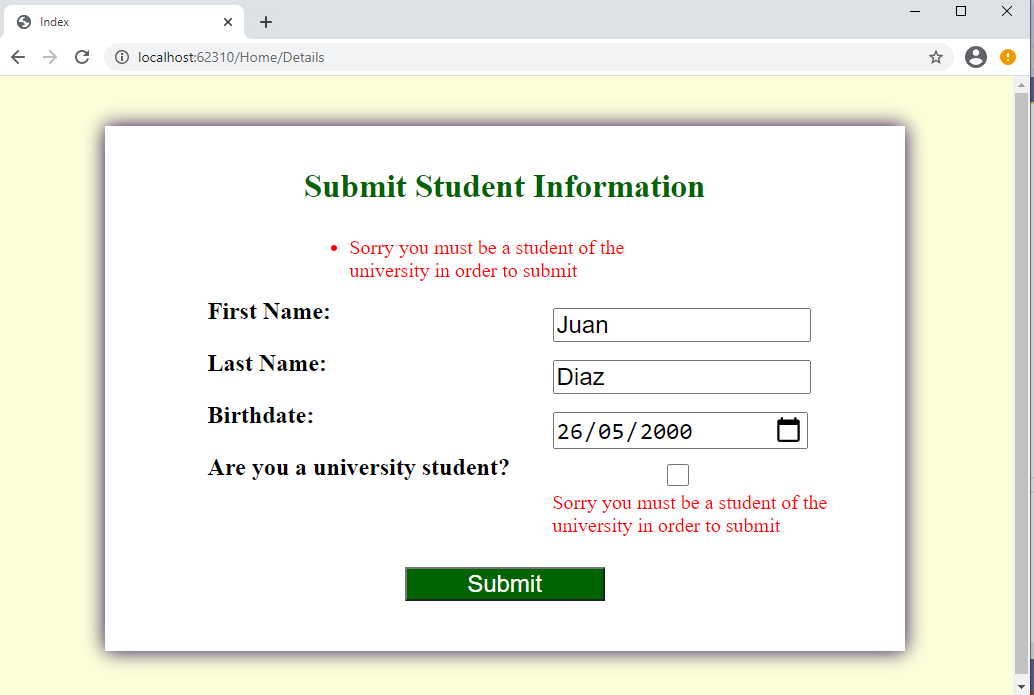 Index
localhost:62310/Home/Details
Submit Student Information
Sorry you must be a student of the
university in order to submit
First Name:
Juan
Last Name:
Diaz
Birthdate:
26/05/2000
Are you a university student?
Sorry you must be a student of the
university in order to submit
Submit